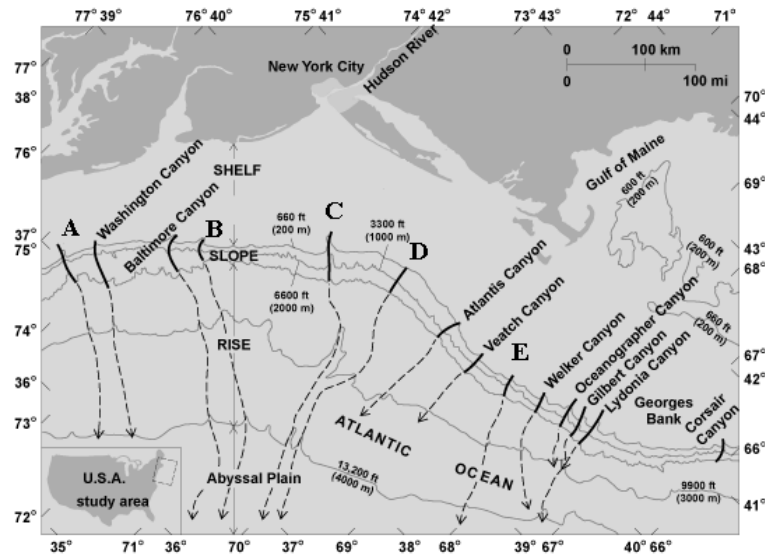 77° 39° 76° 40° 75° 41° 74° 42° 73° 43° 72° 44° 71°
New York City
Hudson River
0 100 km
0 100 mi
77°
38°
76°
37°
75°
74°
36°
73°
72°
70°
44°
69°
43°
68°
67°
42°
66°
41°
Gulf of Maine
600 ft
(200 m)
600 ft
(200 m)
660 ft
(200 m)
SHELF
A
Washington Canyon
Baltimore Canyon
B
C
660 ft
(200 m)
3300 ft
(1000 m)
D
SLOPE
6600 ft
(2000 m)
Atlantis Canyon
Veatch Canyon
E
Welker Canyon
Oceanographer Canyon
Gilbert Canyon
Lydonia Canyon
Georges
Bank
Corsair
Canyon
RISE
ATLANTIC
OCEAN
Abyssal Plain
13,200 ft
(4000 m)
9900 ft
(3000 m)
U.S.A.
study area
35° 71° 36° 70° 37° 69° 38° 68° 39° 67° 40° 66°